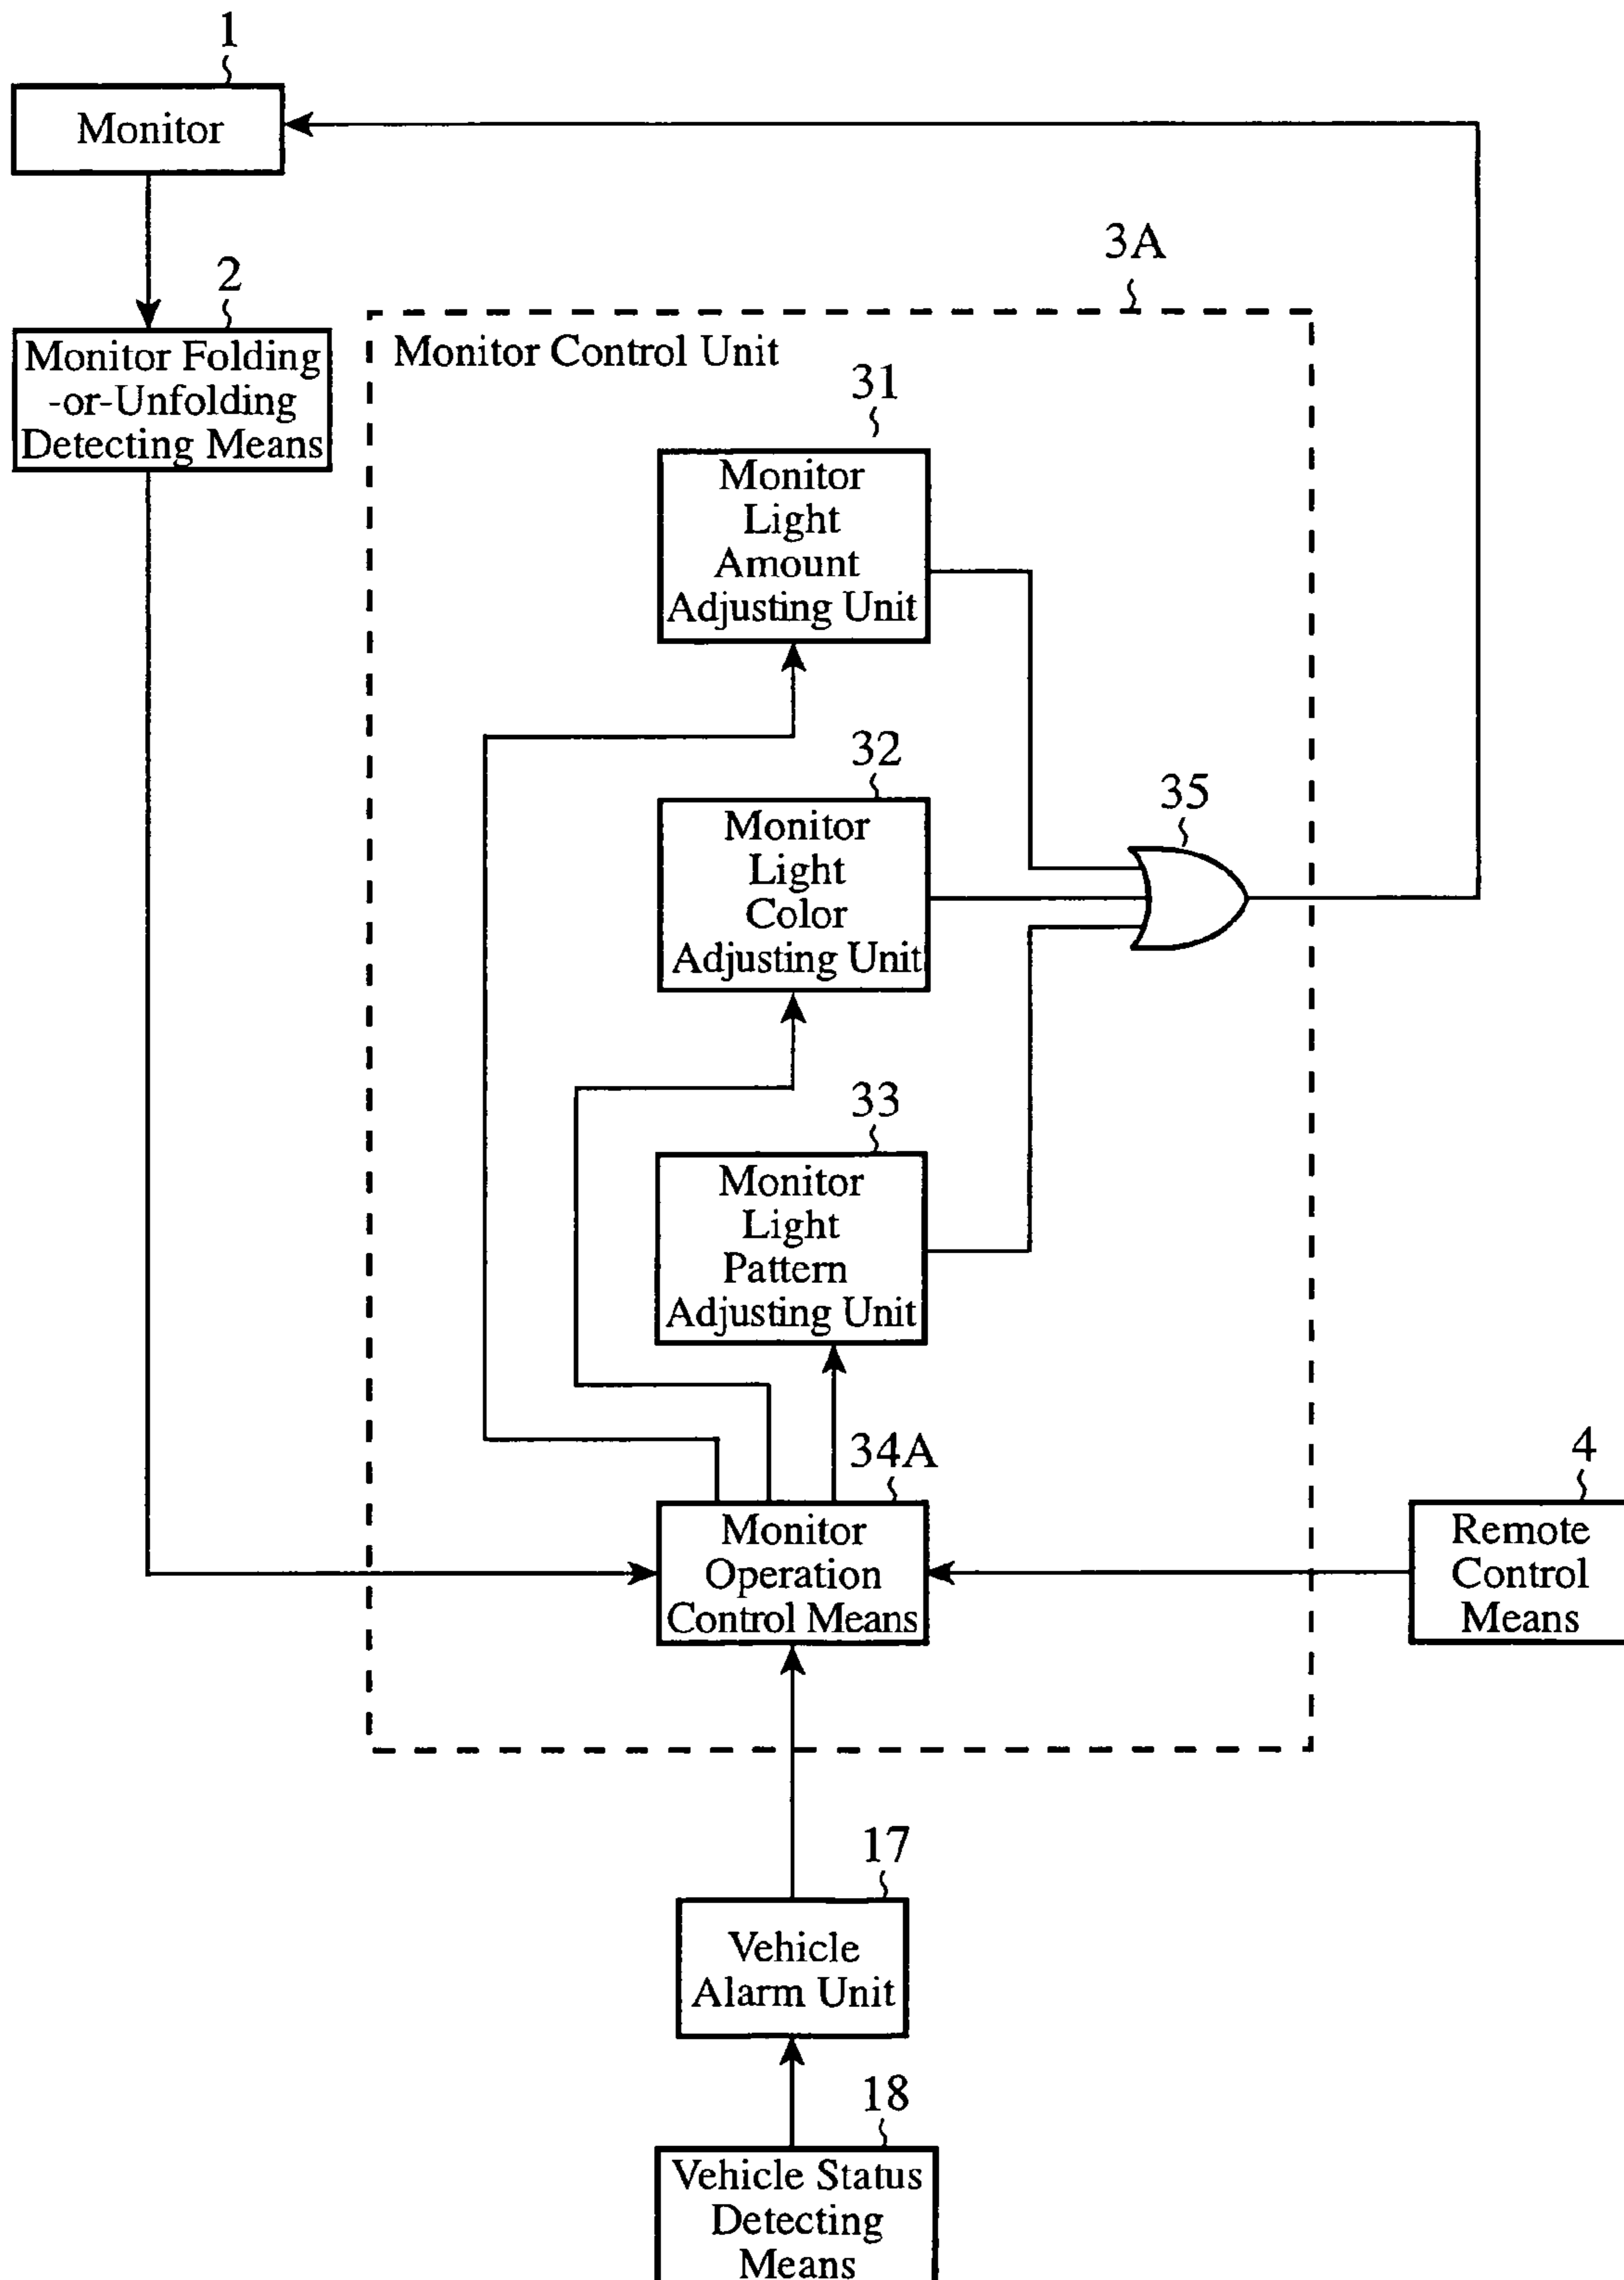 1
Monitor
2
Monitor Folding
-or-Unfolding
Detecting Means
3A
Monitor Control Unit
31
Monitor
Light
Amount
Adjusting Unit
32
Monitor
Light
Color
Adjusting Unit
35
33
Monitor
Light
Pattern
Adjusting Unit
34A
Monitor
Operation
Control Means
4
Remote
Control
Means
17
Vehicle
Alarm Unit
18
Vehicle Status
Detecting
Means